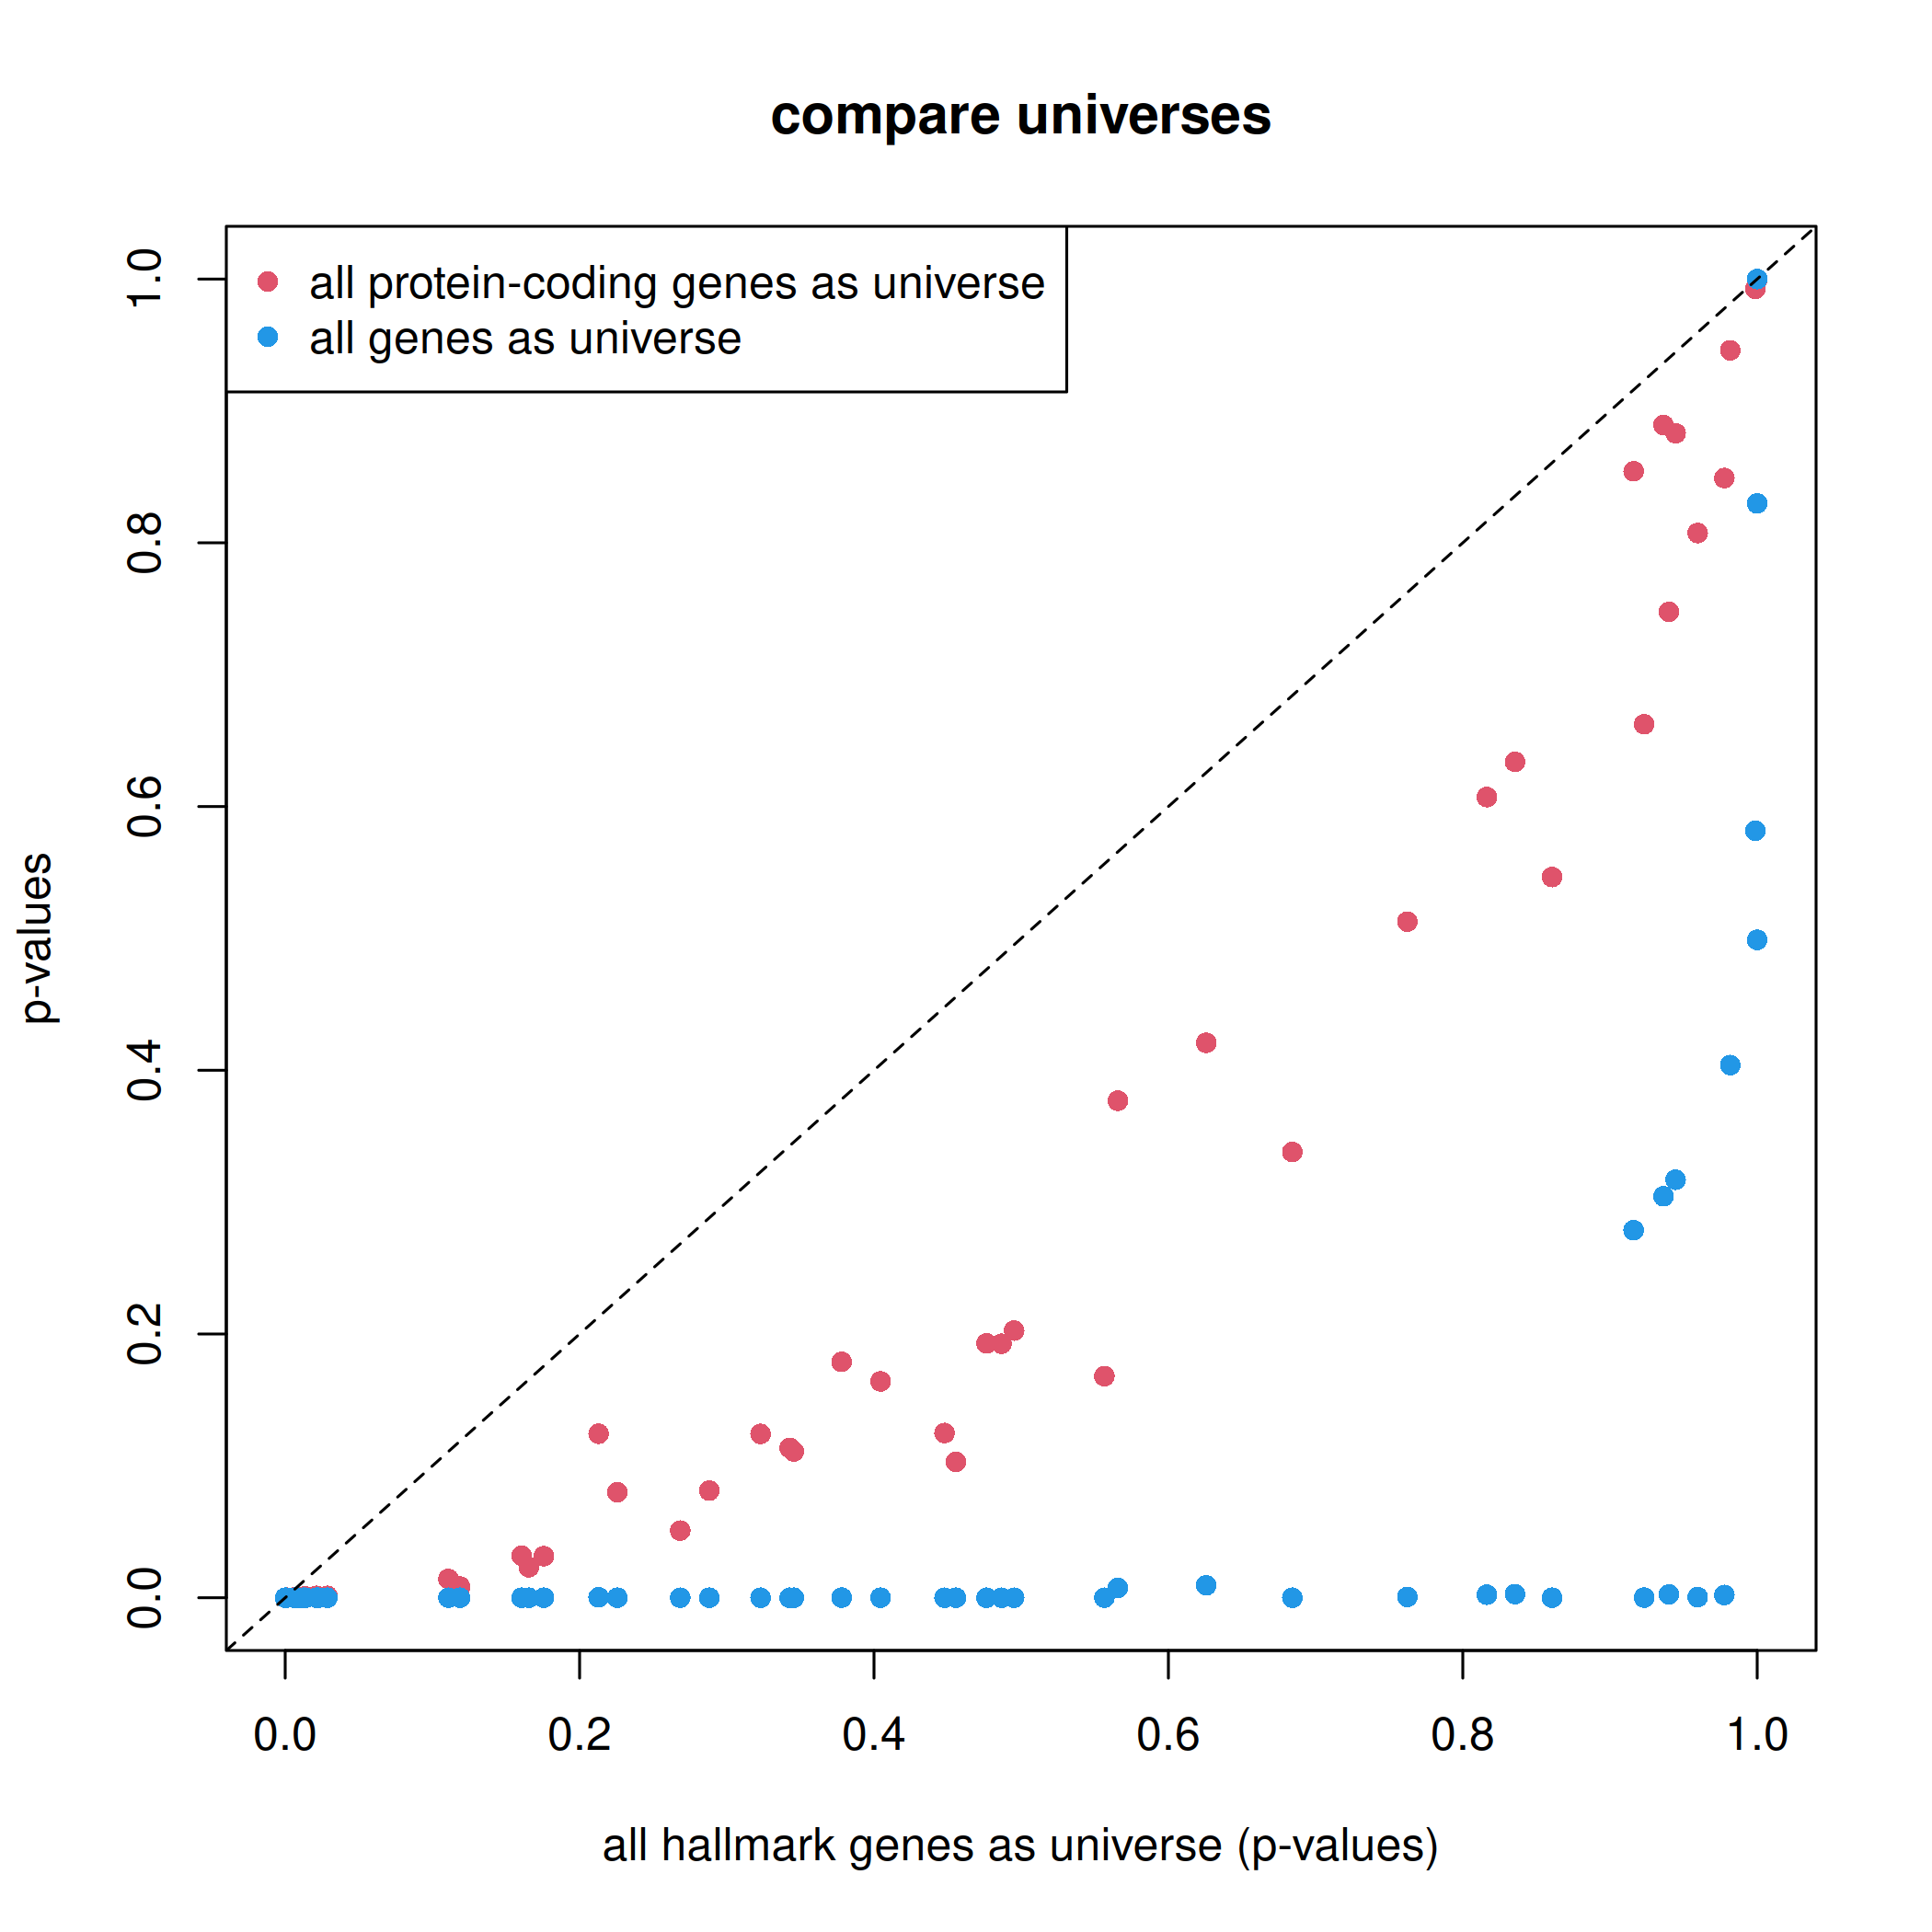 compare universes
all protein-coding genes as universe
all genes as universe
p-values
1.0
0.8
0.6
0.4
0.2
0.0
0.0 0.2 0.4 0.6 0.8 1.0
all hallmark genes as universe (p-values)